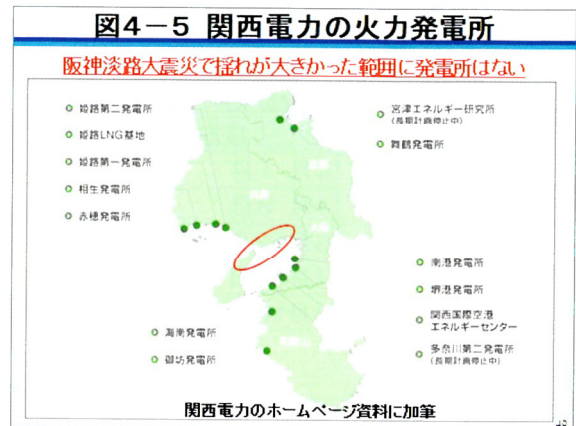 図4－5 関西電力の火力発電所
阪神淡路大震災で揺れが大きかった範囲に発電所はない
姫路第二発電所
姫路LNG基地
姫路第一発電所
相生発電所
赤穂発電所
宮津エネルギー研究所
(長期計画停止中)
舞鶴発電所
南港発電所
堺港発電所
関西国際空港
エネルギーセンター
多奈川第二発電所
(長期計画停止中)
海南発電所
御坊発電所
関西電力のホームページ資料に加筆